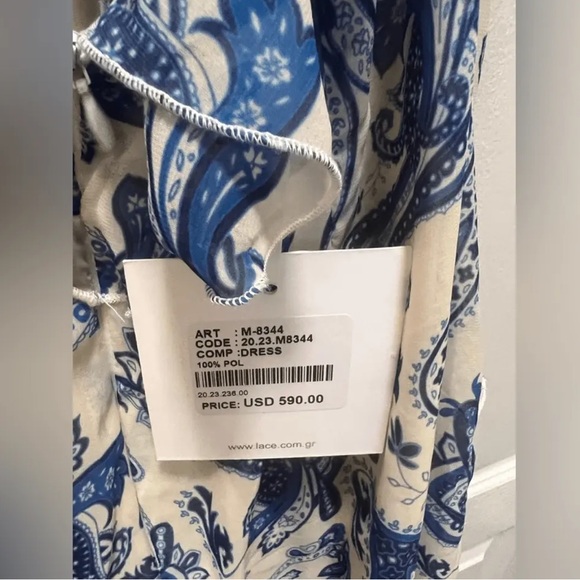 ART : M-8344
CODE : 20.23.M8344
COMP :DRESS
100% POL
20.23.236.00
PRICE: USD 590.00
www.lace.com.gr